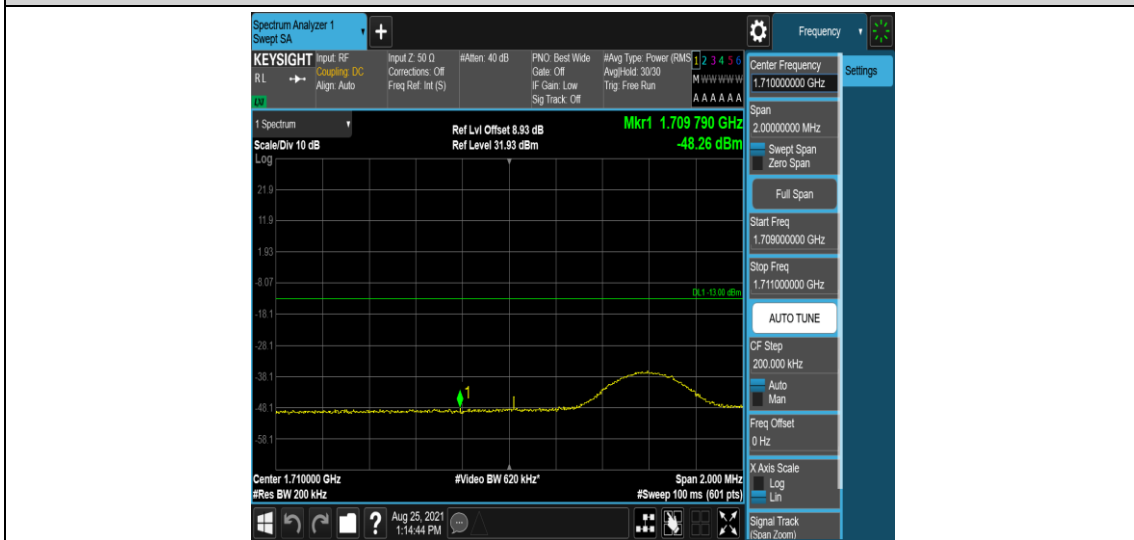 Spectrum Analyzer 1
Swept SA
+
Frequency
KEYSIGHT
RL
LXI
Input: RF
Coupling: DC
Align: Auto
Input Z: 50 Ω
Corrections: Off
Freq Ref: Int (S)
#Atten: 40 dB
PNO: Best Wide
Gate: Off
IF Gain: Low
Sig Track: Off
#Avg Type: Power (RMS
Avg|Hold: 30/30
Trig: Free Run
1 2 3 4 5 6
M W W W W W
A A A A A A
1 Spectrum
Scale/Div 10 dB
Log
Ref Lvl Offset 8.93 dB
Ref Level 31.93 dBm
Mkr1 1.709 790 GHz
-48.26 dBm
21.9
11.9
1.93
-8.07
DL1 -13.00 dBm
-18.1
-28.1
-38.1
1
-48.1
-58.1
Center 1.710000 GHz
#Video BW 620 kHz*
Span 2.000 MHz
#Res BW 200 kHz
#Sweep 100 ms (601 pts)
Center Frequency
1.710000000 GHz
Settings
Span
2.00000000 MHz
Swept Span
Zero Span
Full Span
Start Freq
1.709000000 GHz
Stop Freq
1.711000000 GHz
AUTO TUNE
CF Step
200.000 kHz
Auto
Man
Freq Offset
0 Hz
X Axis Scale
Log
Lin
Signal Track
(Span Zoom)
?
Aug 25, 2021
1:14:44 PM